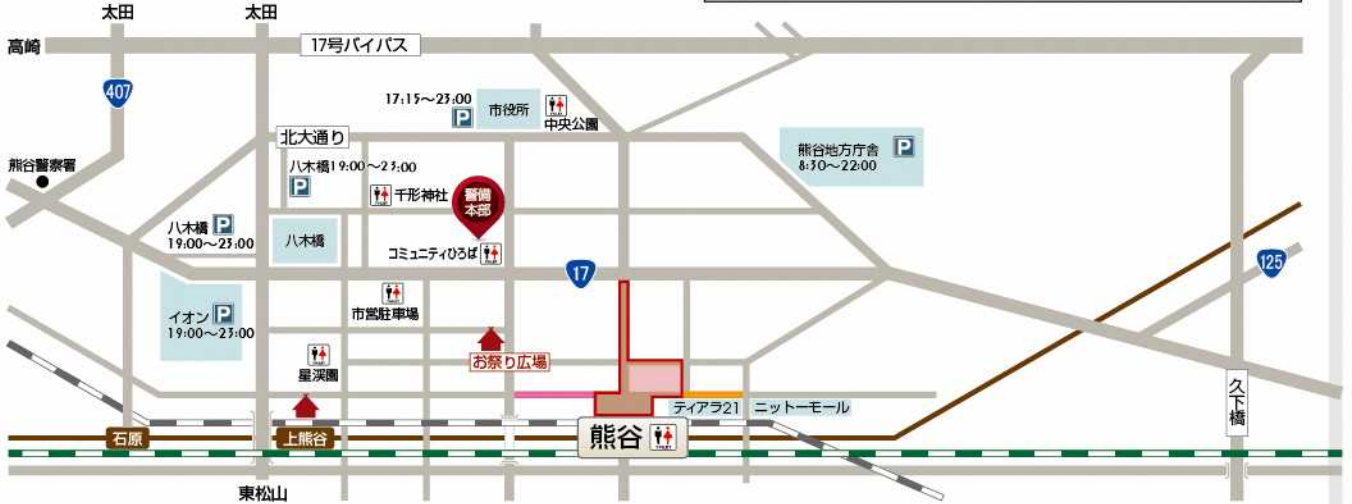 太田
太田
高崎
17号バイパス
407
17:15～23:00
P
市役所
中央公園
北大通り
熊谷地方庁舎
P
8:30～22:00
熊谷警察署
八木橋19:00～23:00
P
千形神社
警備
本部
八木橋
P
19:00～23:00
八木橋
コミュニティひろば
17
125
イオン
P
19:00～23:00
市営駐車場
お祭り広場
星渓園
ティアラ21
ニットーモール
久下橋
石原
上熊谷
熊谷
東松山